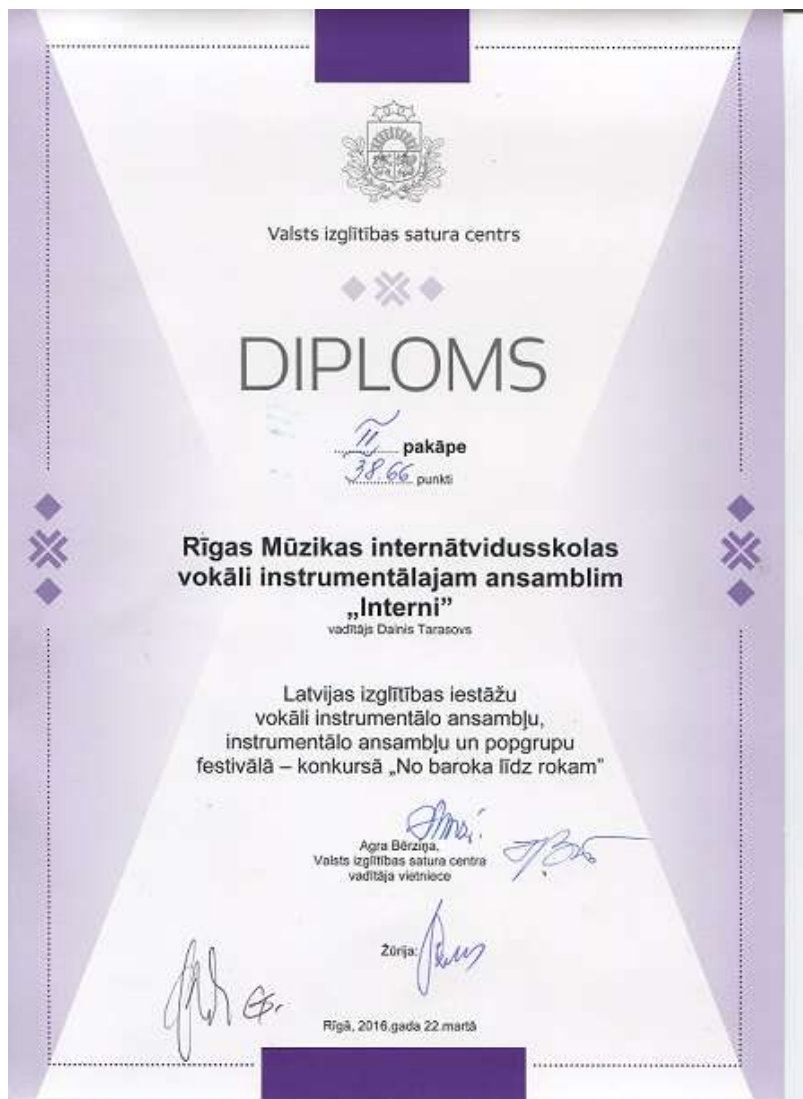 Valsts izglītības satura centrs
DIPLOMS
II pakāpe
38.66 punkti
Rīgas Mūzikas internātvidusskolas
vokāli instrumentālajam ansamblim
„Interni”
vadītājs Dainis Tarasovs
Latvijas izglītības iestāžu
vokāli instrumentālo ansambļu,
instrumentālo ansambļu un popgrupu
festivālā – konkursā „No baroka līdz rokam”
Agra Bērziņa,
Valsts izglītības satura centra
vadītāja vietniece
Žūrija:
Rīgā, 2016.gada 22.martā